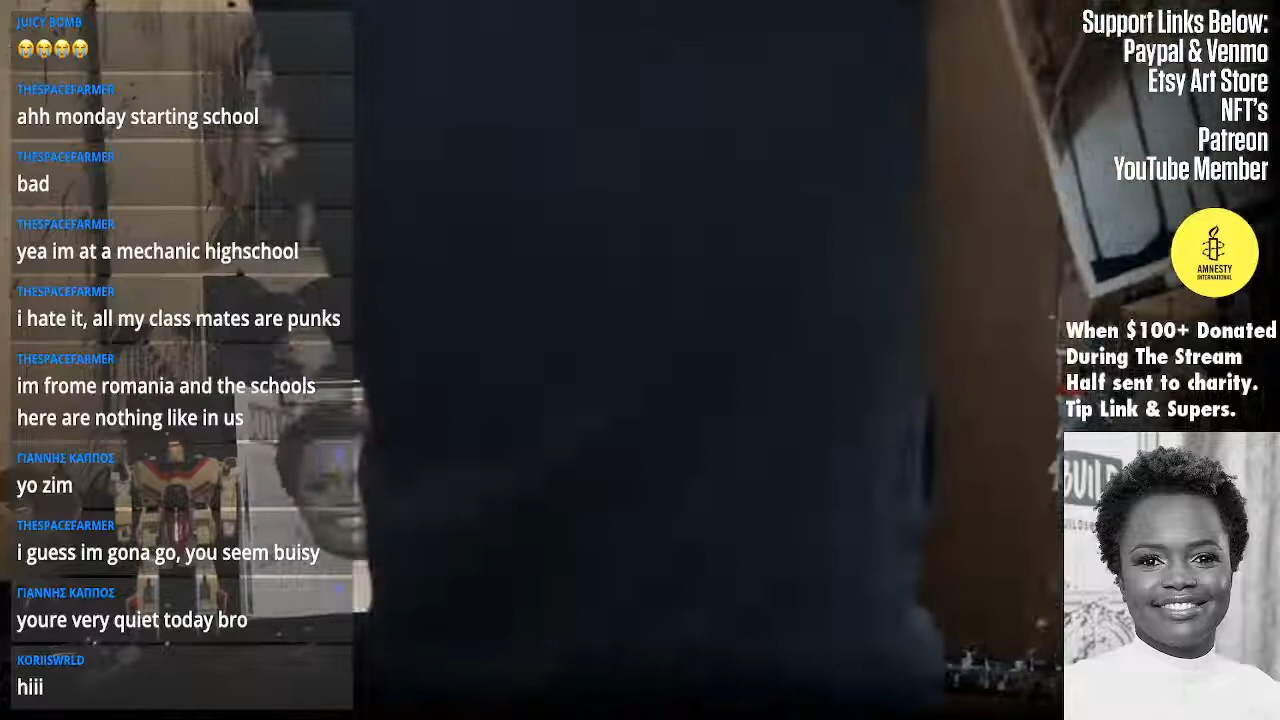 JUICY BOMB
THESPACEFARMER
ahh monday starting school
THESPACEFARMER
bad
THESPACEFARMER
yea im at a mechanic highschool
THESPACEFARMER
i hate it, all my class mates are punks
THESPACEFARMER
im frome romania and the schools
here are nothing like in us
ΓΙΑΝΝΗΣ ΚΑΠΠΟΣ
yo zim
THESPACEFARMER
i guess im gona go, you seem buisy
ΓΙΑΝΝΗΣ ΚΑΠΠΟΣ
youre very quiet today bro
KORIISWRLD
hiii
Support Links Below:
Paypal & Venmo
Etsy Art Store
NFT's
Patreon
YouTube Member
AMNESTY
INTERNATIONAL
When $100+ Donated
During The Stream
Half sent to charity.
Tip Link & Supers.
BUILD